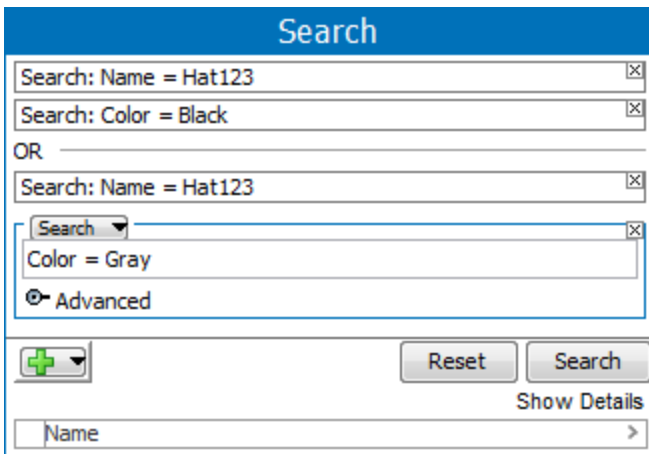 Search
Search: Name = Hat123
Search: Color = Black
OR
Search: Name = Hat123
Search
Color = Gray
Advanced
Reset Search
Show Details
Name